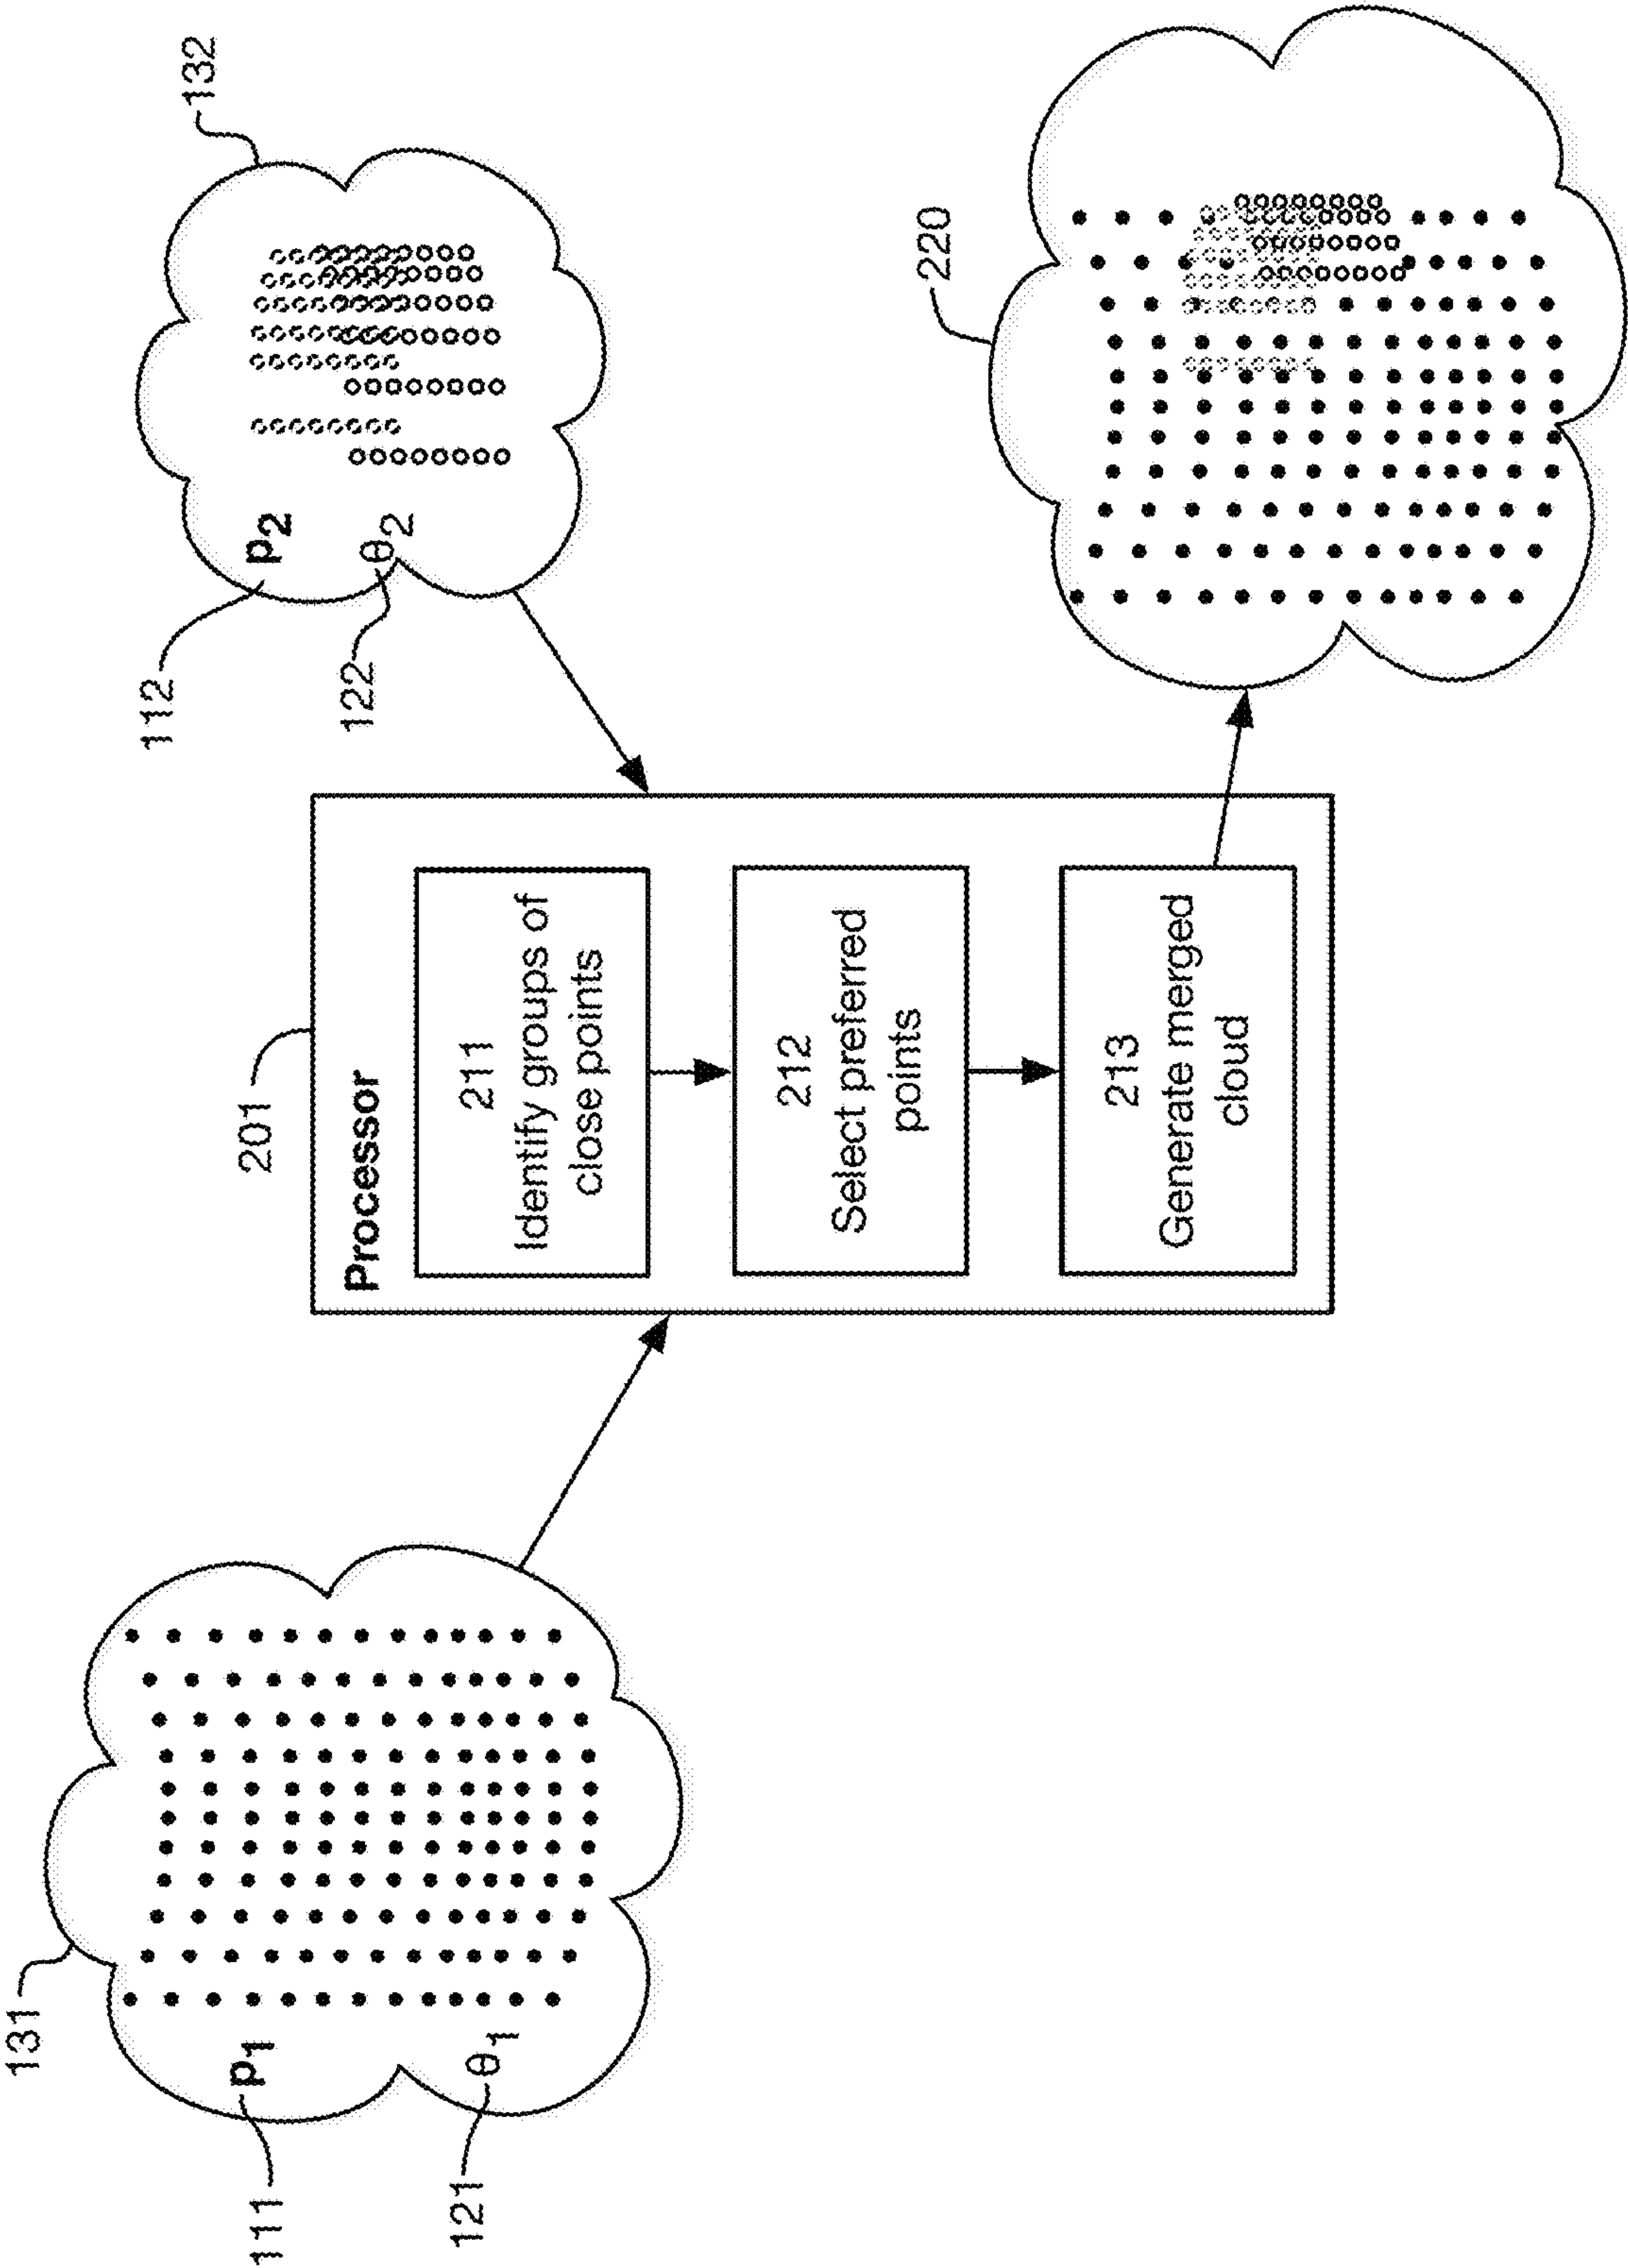 131
111
p1
121
θ1
201
Processor
211
Identify groups of
close points
212
Select preferred
points
213
Generate merged
cloud
132
112
p2
122
θ2
220